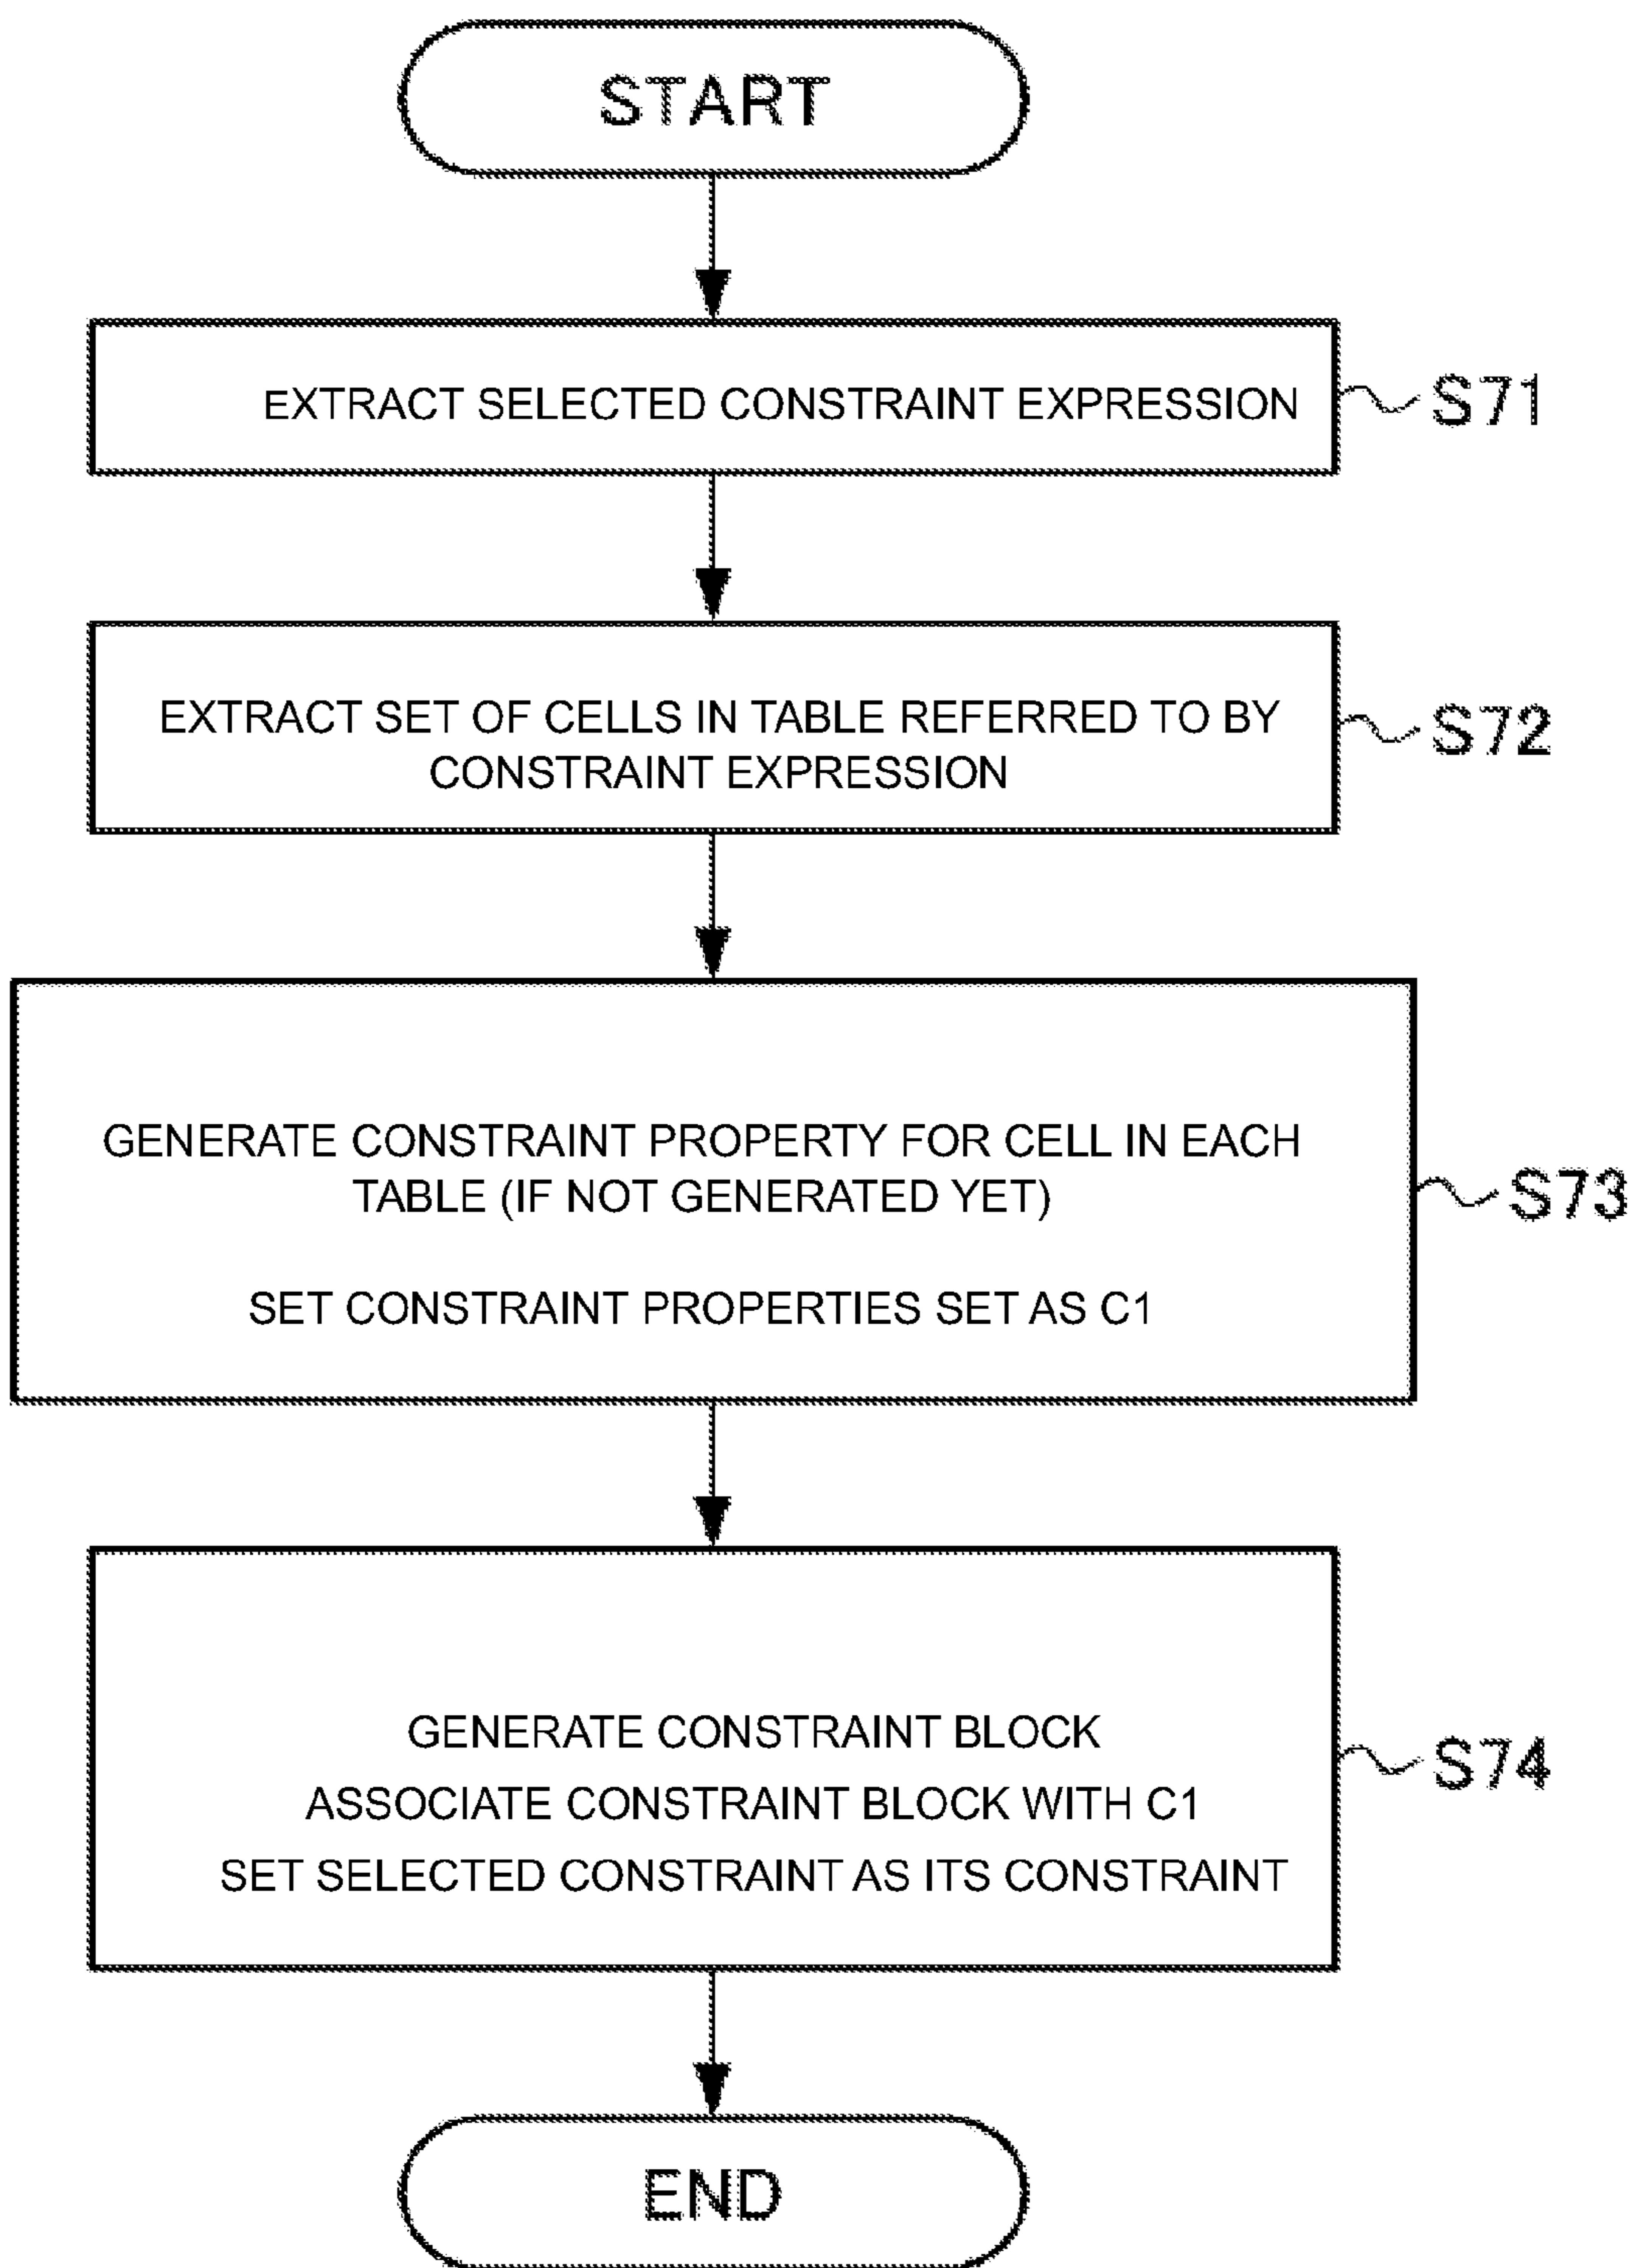 START
EXTRACT SELECTED CONSTRAINT EXPRESSION
S71
EXTRACT SET OF CELLS IN TABLE REFERRED TO BY
CONSTRAINT EXPRESSION
S72
GENERATE CONSTRAINT PROPERTY FOR CELL IN EACH
TABLE (IF NOT GENERATED YET)
SET CONSTRAINT PROPERTIES SET AS C1
S73
GENERATE CONSTRAINT BLOCK
ASSOCIATE CONSTRAINT BLOCK WITH C1
SET SELECTED CONSTRAINT AS ITS CONSTRAINT
S74
END